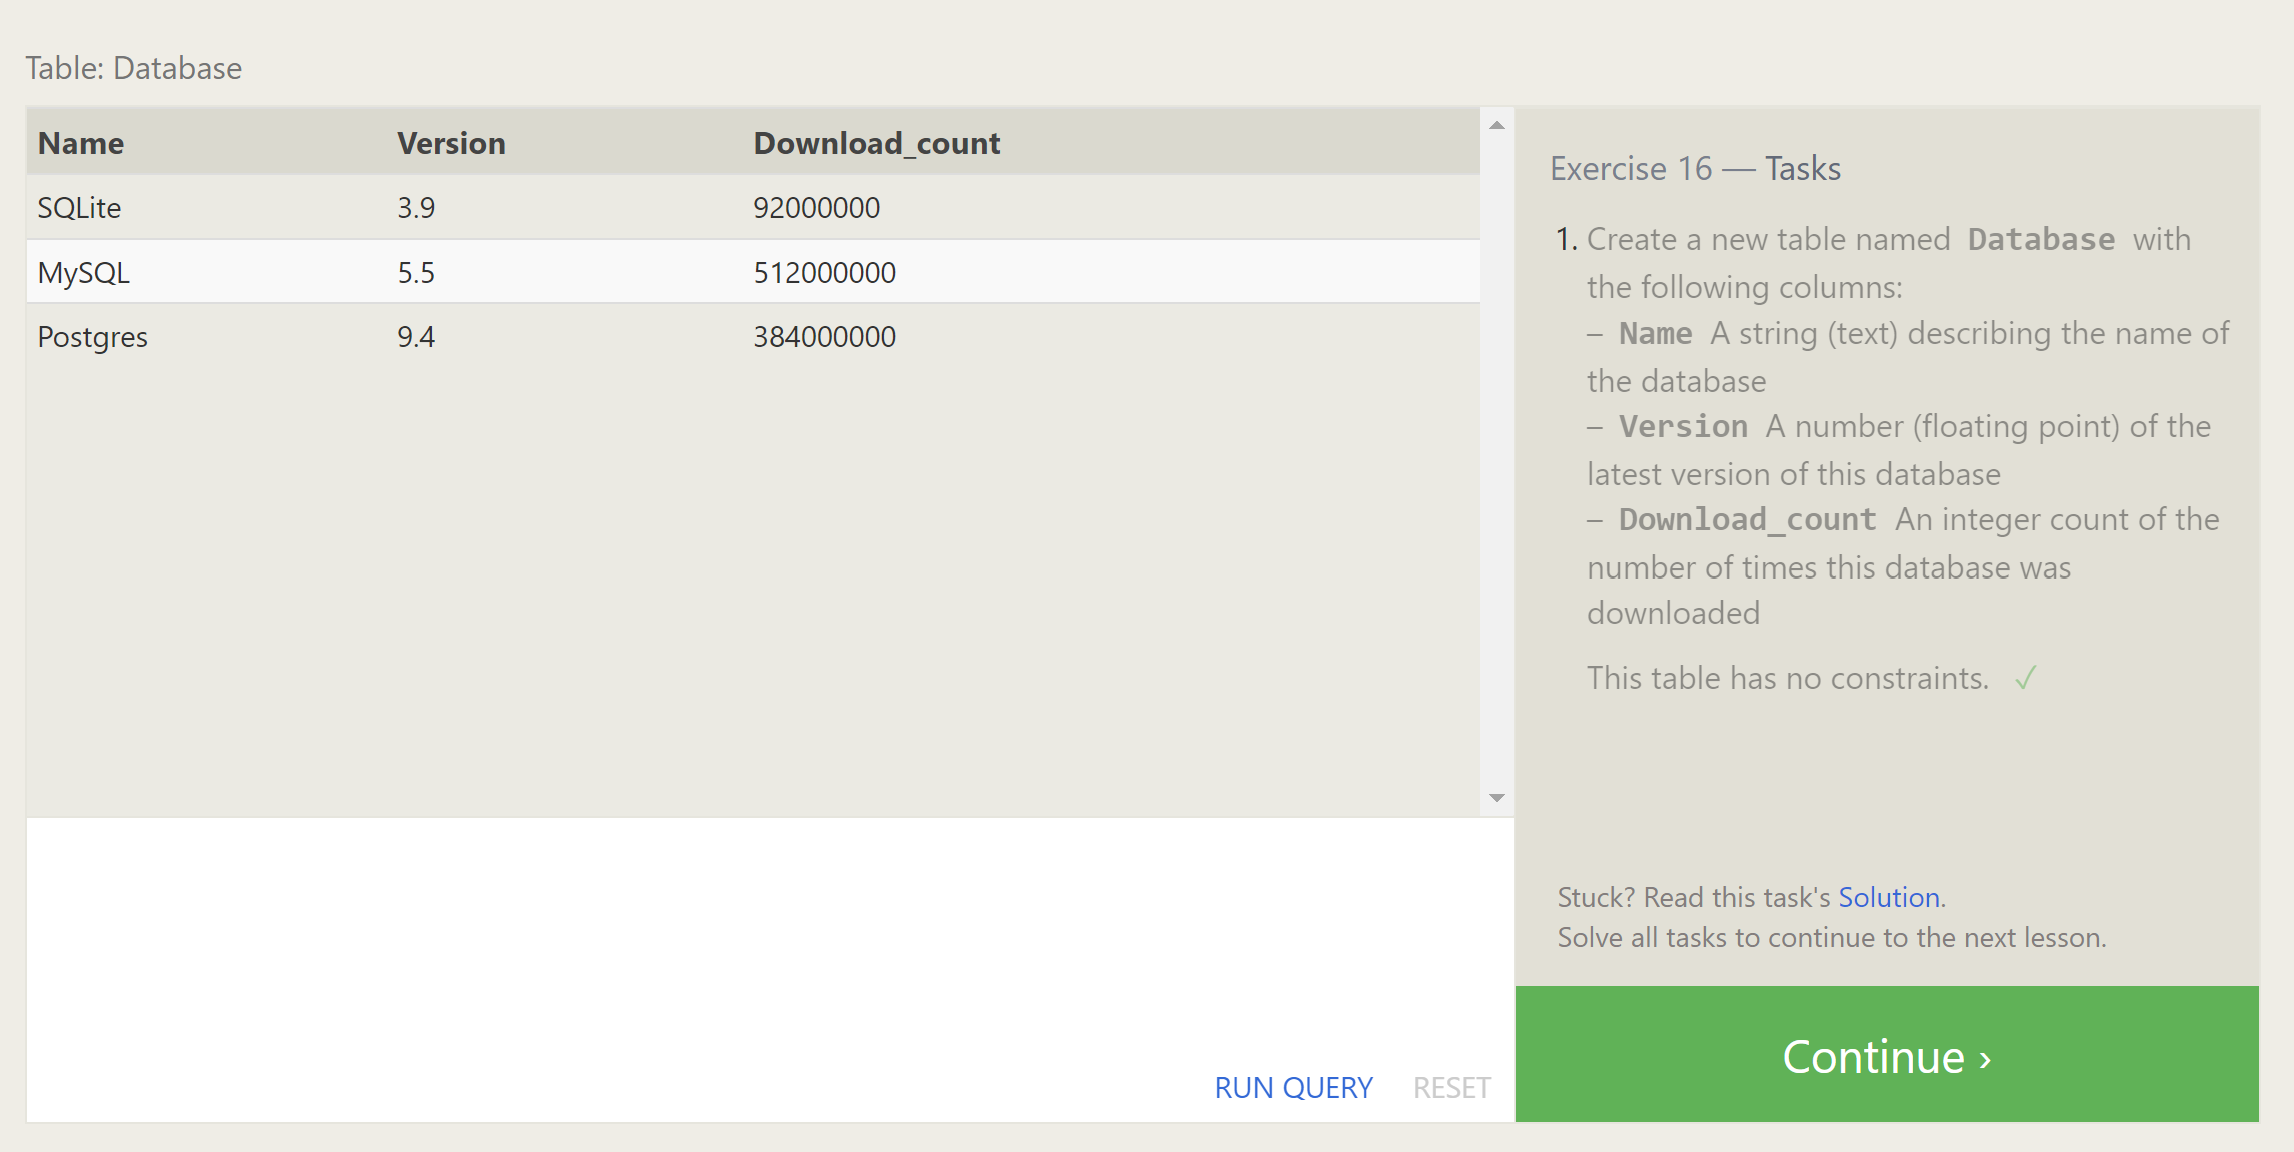 Table: Database
Name Version Download_count
SQLite 3.9 92000000
MySQL 5.5 512000000
Postgres 9.4 384000000
RUN QUERY RESET
Exercise 16 — Tasks
1. Create a new table named Database with
the following columns:
– Name A string (text) describing the name of
the database
– Version A number (floating point) of the
latest version of this database
– Download_count An integer count of the
number of times this database was
downloaded
This table has no constraints. ✓
Stuck? Read this task's Solution.
Solve all tasks to continue to the next lesson.
Continue ›